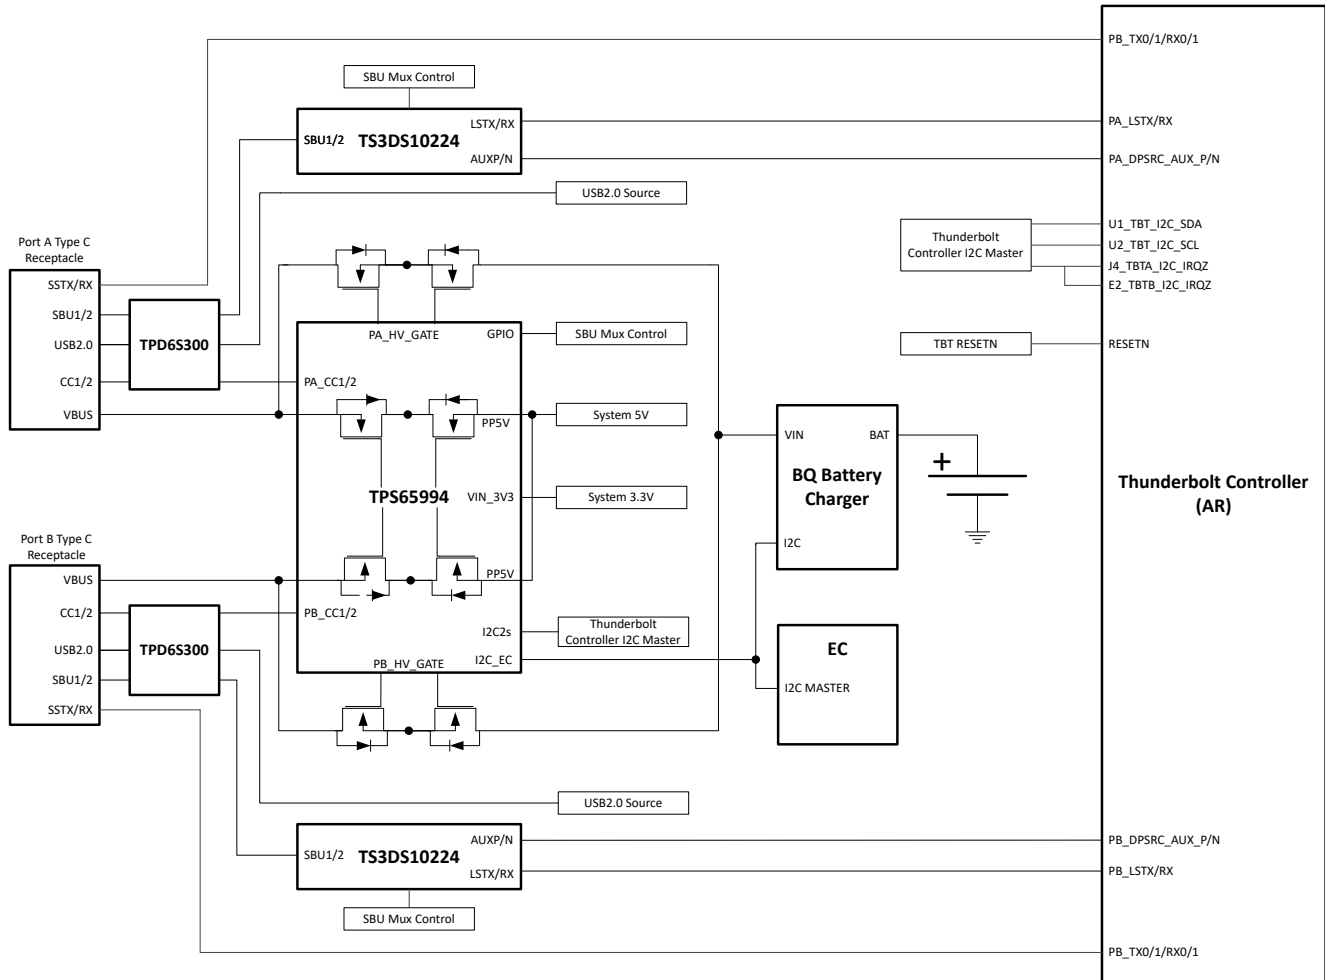 PB_TX0/1/RX0/1
SBU Mux Control
LSTX/RX
PA_LSTX/RX
SBU1/2
TS3DS10224
AUXP/N
PA_DPSRC_AUX_P/N
USB2.0 Source
Port A Type C
Receptacle
SSTX/RX
SBU1/2
USB2.0
CC1/2
VBUS
TPD6S300
Thunderbolt
Controller I2C Master
U1_TBT_I2C_SDA
U2_TBT_I2C_SCL
J4_TBTA_I2C_IRQZ
E2_TBTB_I2C_IRQZ
PA_HV_GATE
GPIO
SBU Mux Control
TBT RESETN
RESETN
PA_CC1/2
PP5V
System 5V
VIN
BAT
BQ Battery
Charger
I2C
+
Thunderbolt Controller
(AR)
TPS65994
VIN_3V3
System 3.3V
Port B Type C
Receptacle
VBUS
CC1/2
USB2.0
SBU1/2
SSTX/RX
TPD6S300
PP5V
PB_CC1/2
I2C2s
Thunderbolt
Controller I2C Master
PB_HV_GATE
I2C_EC
EC
I2C MASTER
USB2.0 Source
AUXP/N
PB_DPSRC_AUX_P/N
SBU1/2
TS3DS10224
LSTX/RX
PB_LSTX/RX
SBU Mux Control
PB_TX0/1/RX0/1